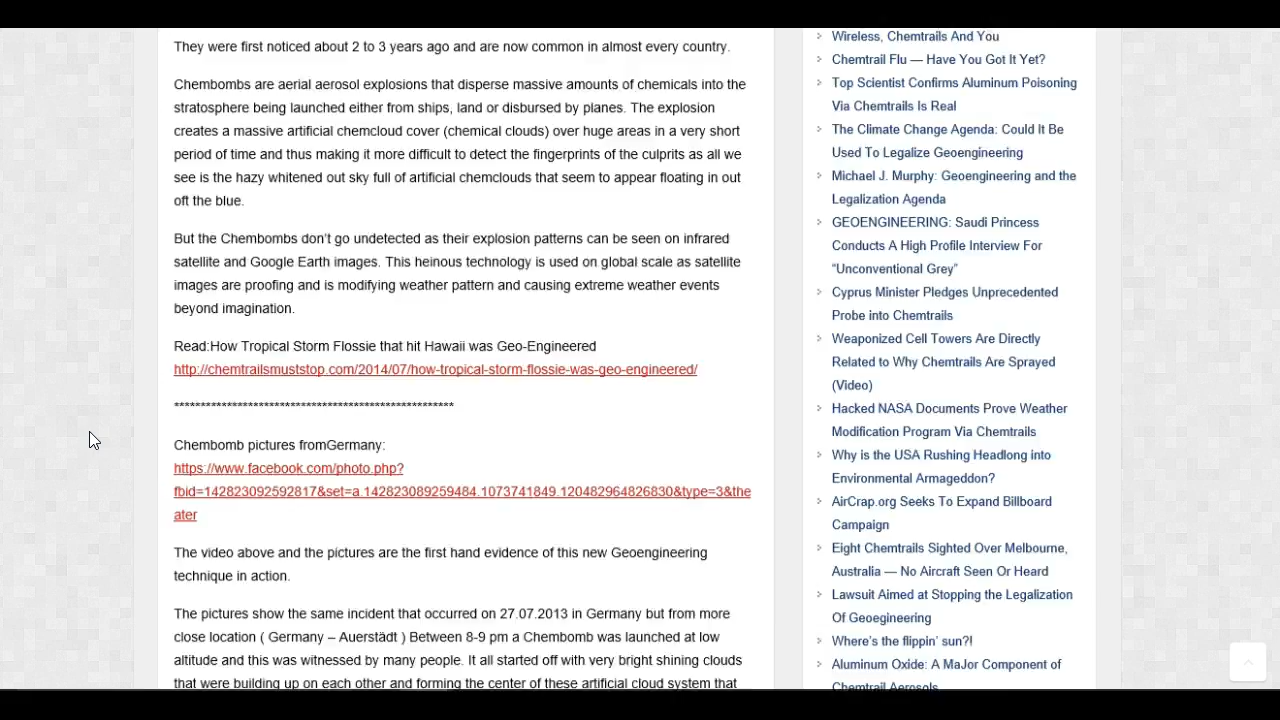 They were first noticed about 2 to 3 years ago and are now common in almost every country.
Chembombs are aerial aerosol explosions that disperse massive amounts of chemicals into the
stratosphere being launched either from ships, land or disbursed by planes. The explosion
creates a massive artificial chemcloud cover (chemical clouds) over huge areas in a very short
period of time and thus making it more difficult to detect the fingerprints of the culprits as all we
see is the hazy whitened out sky full of artificial chemclouds that seem to appear floating in out
oft the blue.
But the Chembombs don't go undetected as their explosion patterns can be seen on infrared
satellite and Google Earth images. This heinous technology is used on global scale as satellite
images are proofing and is modifying weather pattern and causing extreme weather events
beyond imagination.
Read:How Tropical Storm Flossie that hit Hawaii was Geo-Engineered
http://chemtrailsmuststop.com/2014/07/how-tropical-storm-flossie-was-geo-engineered/
*****************************************************
Chembomb pictures fromGermany:
https://www.facebook.com/photo.php?
fbid=142823092592817&set=a.142823089259484.1073741849.120482964826830&type=3&the
ater
The video above and the pictures are the first hand evidence of this new Geoengineering
technique in action.
The pictures show the same incident that occurred on 27.07.2013 in Germany but from more
close location ( Germany – Auerstädt ) Between 8-9 pm a Chembomb was launched at low
altitude and this was witnessed by many people. It all started off with very bright shining clouds
that were building up on each other and forming the center of these artificial cloud system that
Wireless, Chemtrails And You
Chemtrail Flu — Have You Got It Yet?
Top Scientist Confirms Aluminum Poisoning
Via Chemtrails Is Real
The Climate Change Agenda: Could It Be
Used To Legalize Geoengineering
Michael J. Murphy: Geoengineering and the
Legalization Agenda
GEOENGINEERING: Saudi Princess
Conducts A High Profile Interview For
“Unconventional Grey”
Cyprus Minister Pledges Unprecedented
Probe into Chemtrails
Weaponized Cell Towers Are Directly
Related to Why Chemtrails Are Sprayed
(Video)
Hacked NASA Documents Prove Weather
Modification Program Via Chemtrails
Why is the USA Rushing Headlong into
Environmental Armageddon?
AirCrap.org Seeks To Expand Billboard
Campaign
Eight Chemtrails Sighted Over Melbourne,
Australia — No Aircraft Seen Or Heard
Lawsuit Aimed at Stopping the Legalization
Of Geoegineering
Where's the flippin' sun?!
Aluminum Oxide: A MaJor Component of
Chemtrail Aerosols